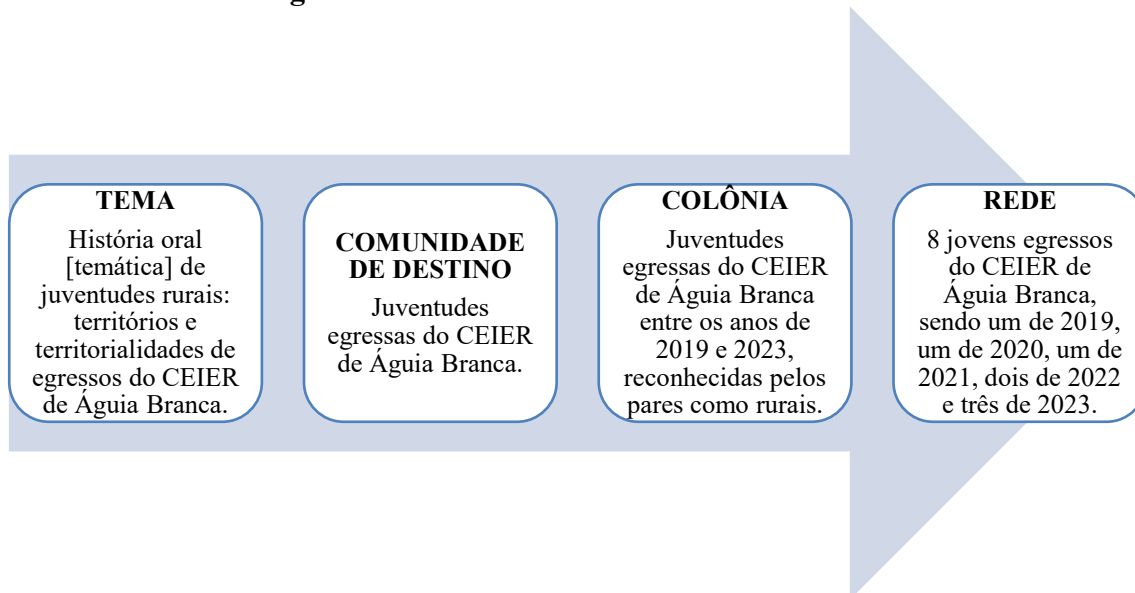 TEMA
História oral
[temática] de
juventudes rurais:
territórios e
territorialidades de
egressos do CEIER
de Águia Branca.
COMUNIDADE
DE DESTINO
Juventudes
egressas do CEIER
de Águia Branca.
COLÔNIA
Juventudes
egressas do CEIER
de Águia Branca
entre os anos de
2019 e 2023,
reconhecidas pelos
pares como rurais.
REDE
8 jovens egressos
do CEIER de
Águia Branca,
sendo um de 2019,
um de 2020, um de
2021, dois de 2022
e três de 2023.